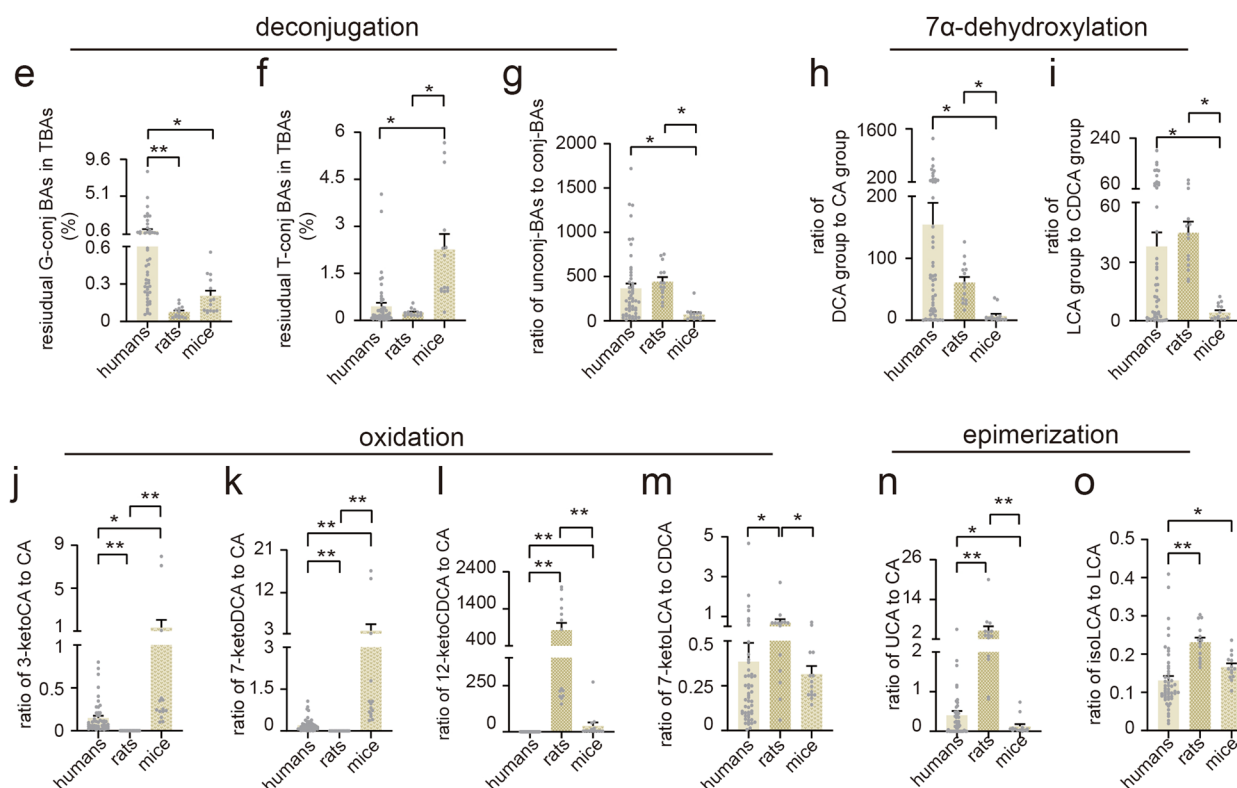 deconjugation
7α-dehydroxylation
e
f
g
h
i
resiudual G-conj BAs in TBAs
(%)
9.6
5.1
0.6
0.6
0.3
0
**
*
humans
rats
mice
resiudual T-conj BAs in TBAs
(%)
6
4
3
1.5
0
*
*
humans
rats
mice
ratio of unconj-BAs to conj-BAs
2000
1500
1000
500
0
*
*
humans
rats
mice
ratio of
DCA group to CA group
1600
200
200
100
0
*
*
humans
rats
mice
ratio of
LCA group to CDCA group
240
60
60
30
0
*
*
humans
rats
mice
oxidation
epimerization
j
k
l
m
n
o
ratio of 3-ketoCA to CA
9
5
1
1
0.5
0
**
*
**
humans
rats
mice
ratio of 7-ketoDCA to CA
21
12
3
3
1.5
0
**
**
**
humans
rats
mice
ratio of 12-ketoCDCA to CA
2400
1400
400
250
0
**
**
**
humans
rats
mice
ratio of 7-ketoLCA to CDCA
5
3
1
0.5
0.25
0
*
*
humans
rats
mice
ratio of UCA to CA
26
14
2
2
1
0
**
*
**
humans
rats
mice
ratio of isoLCA to LCA
0.5
0.4
0.3
0.2
0.1
0
*
**
humans
rats
mice